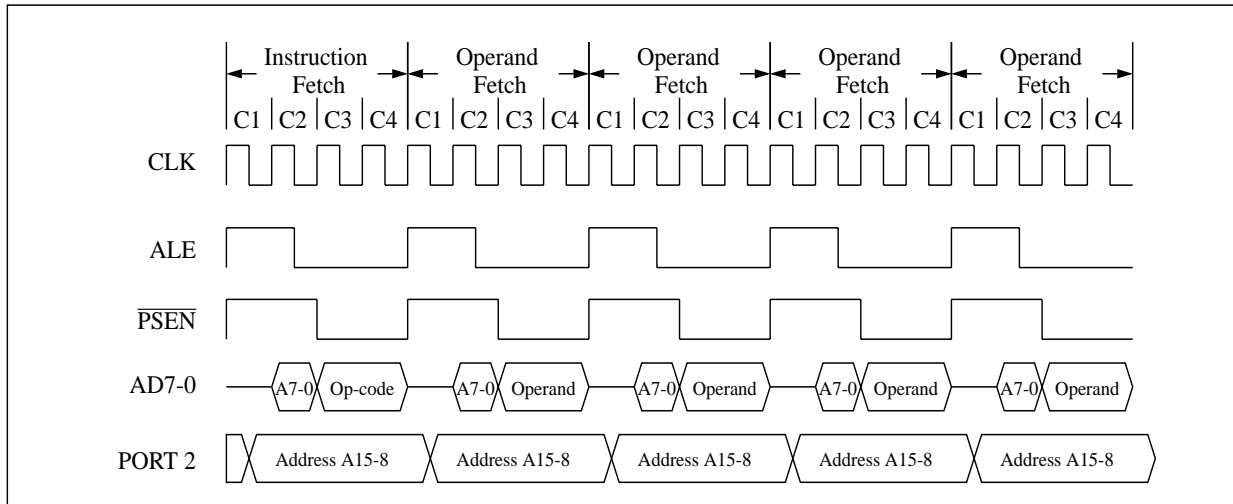 Instruction Fetch Operand Fetch Operand Fetch Operand Fetch Operand Fetch
C1 C2 C3 C4 C1 C2 C3 C4 C1 C2 C3 C4 C1 C2 C3 C4 C1 C2 C3 C4
CLK
ALE
PSEN
AD7-0 A7-0 Op-code A7-0 Operand A7-0 Operand A7-0 Operand A7-0 Operand
PORT 2 Address A15-8 Address A15-8 Address A15-8 Address A15-8 Address A15-8